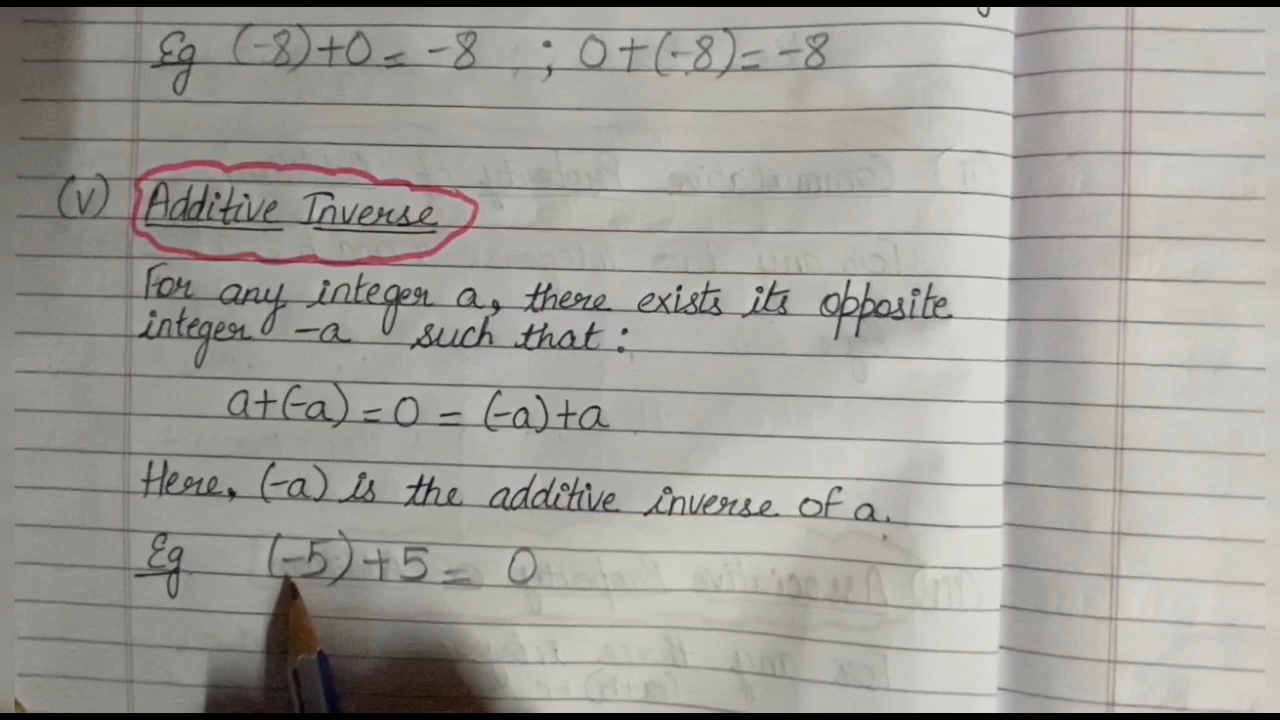 Eg (-8)+0 = -8 ; 0+(-8) = -8
(v) Additive Inverse
For any integer a, there exists its opposite
integer -a such that:
a+(-a) = 0 = (-a)+a
Here, (-a) is the additive inverse of a.
Eg (-5)+5 = 0